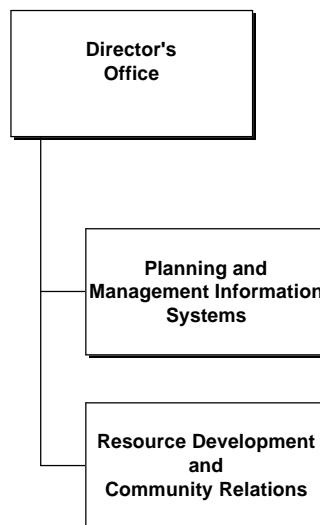 Director's
Office
Planning and
Management Information
Systems
Resource Development
and
Community Relations